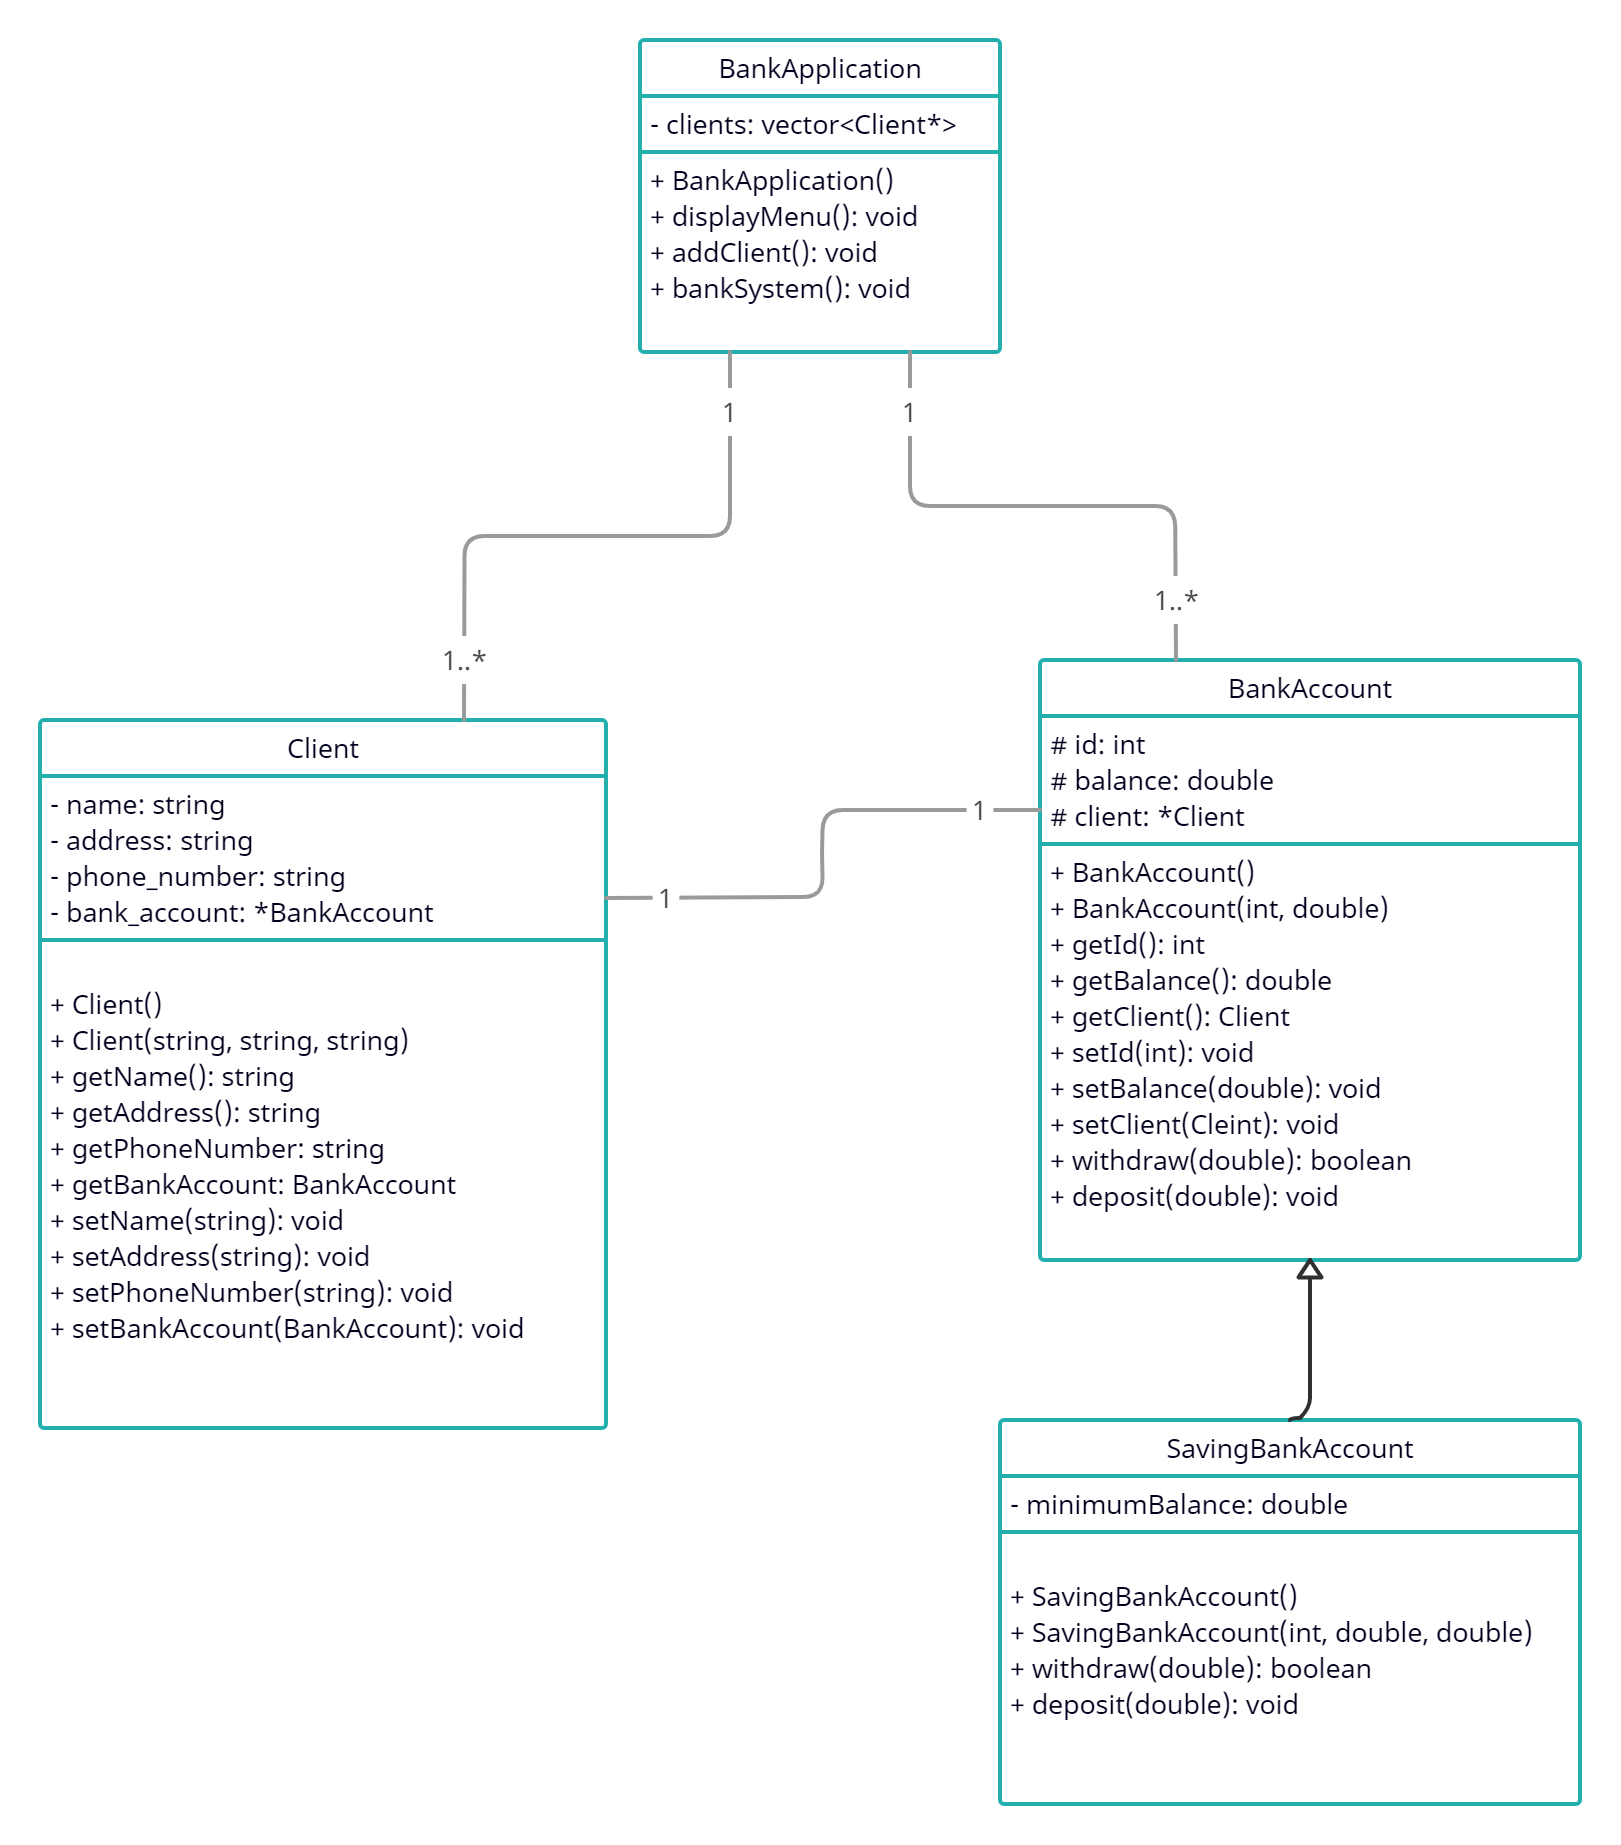 BankApplication
- clients: vector<Client*>
+ BankApplication()
+ displayMenu(): void
+ addClient(): void
+ bankSystem(): void
1
1
1..*
1..*
Client
- name: string
- address: string
- phone_number: string
- bank_account: *BankAccount
+ Client()
+ Client(string, string, string)
+ getName(): string
+ getAddress(): string
+ getPhoneNumber: string
+ getBankAccount: BankAccount
+ setName(string): void
+ setAddress(string): void
+ setPhoneNumber(string): void
+ setBankAccount(BankAccount): void
1
1
BankAccount
# id: int
# balance: double
# client: *Client
+ BankAccount()
+ BankAccount(int, double)
+ getId(): int
+ getBalance(): double
+ getClient(): Client
+ setId(int): void
+ setBalance(double): void
+ setClient(Cleint): void
+ withdraw(double): boolean
+ deposit(double): void
SavingBankAccount
- minimumBalance: double
+ SavingBankAccount()
+ SavingBankAccount(int, double, double)
+ withdraw(double): boolean
+ deposit(double): void